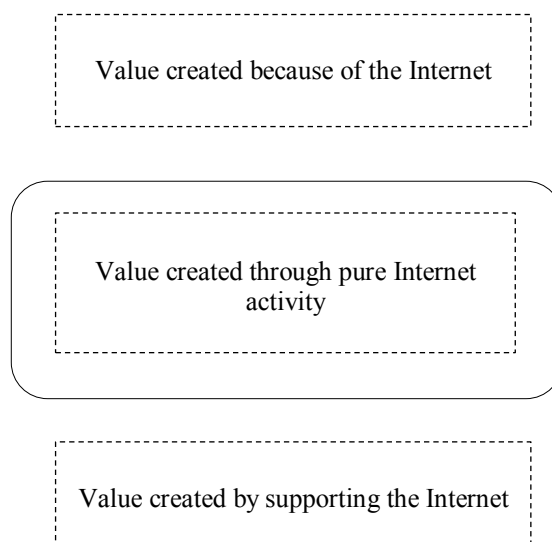 Value created because of the Internet
Value created through pure Internet
activity
Value created by supporting the Internet